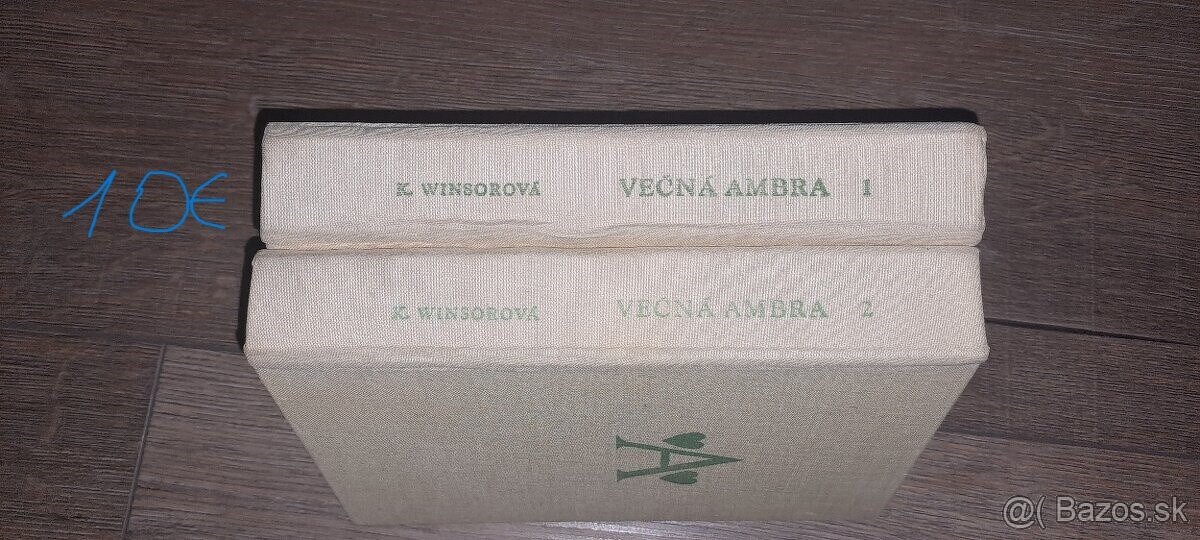 10€
K. WINSOROVÁ VEČNÁ AMBRA 1
K. WINSOROVÁ VEČNÁ AMBRA 2
A
@( Bazos.sk